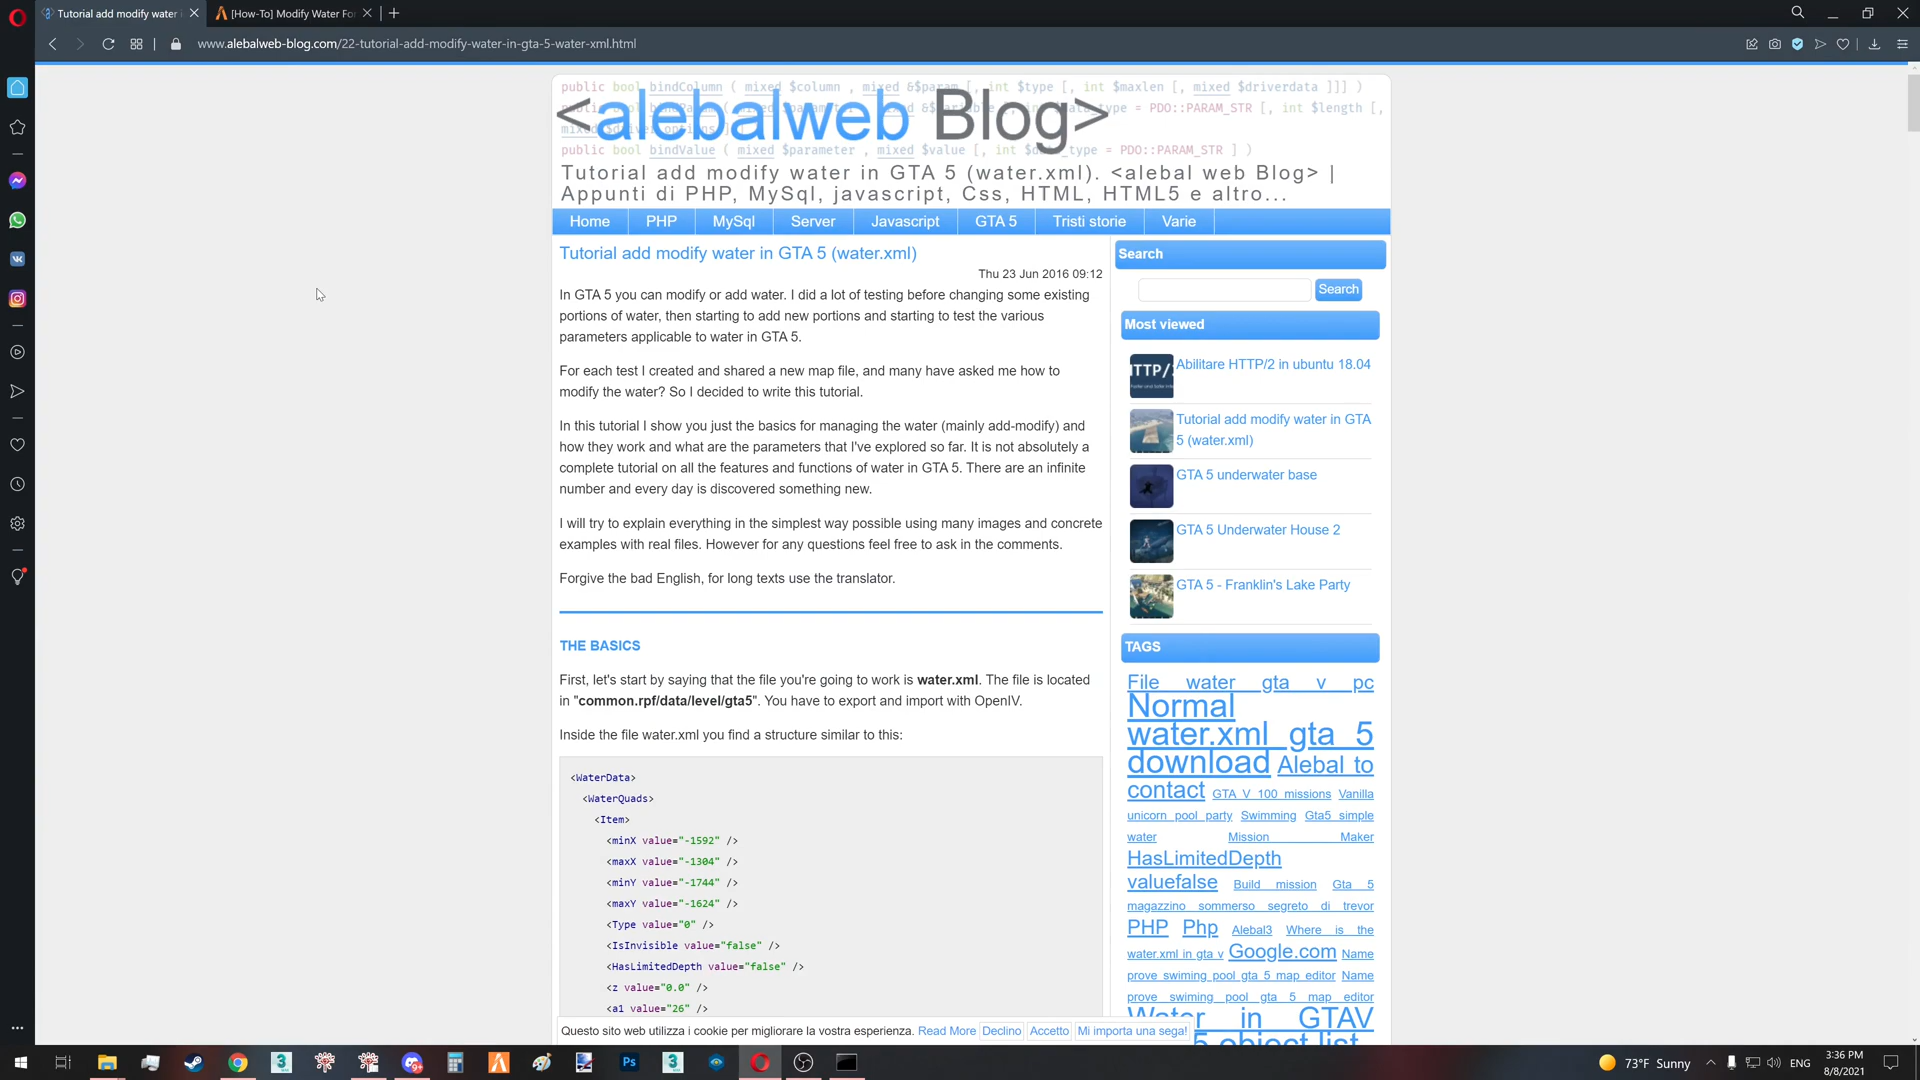 Tutorial add modify water i
[How-To] Modify Water Fo
www.alebalweb-blog.com/22-tutorial-add-modify-water-in-gta-5-water-xml.html
public bool bindColumn ( mixed $column , mixed &$param [, int $type [, int $maxlen [, mixed $driverdata ]]] )
<alebalweb Blog>
public bool bindValue ( mixed $parameter , mixed $value [, int $data_type = PDO::PARAM_STR ] )
Tutorial add modify water in GTA 5 (water.xml). <alebal web Blog> |
Appunti di PHP, MySql, javascript, Css, HTML, HTML5 e altro...
Home PHP MySql Server Javascript GTA 5 Tristi storie Varie
Tutorial add modify water in GTA 5 (water.xml)
Thu 23 Jun 2016 09:12
In GTA 5 you can modify or add water. I did a lot of testing before changing some existing
portions of water, then starting to add new portions and starting to test the various
parameters applicable to water in GTA 5.
For each test I created and shared a new map file, and many have asked me how to
modify the water? So I decided to write this tutorial.
In this tutorial I show you just the basics for managing the water (mainly add-modify) and
how they work and what are the parameters that I've explored so far. It is not absolutely a
complete tutorial on all the features and functions of water in GTA 5. There are an infinite
number and every day is discovered something new.
I will try to explain everything in the simplest way possible using many images and concrete
examples with real files. However for any questions feel free to ask in the comments.
Forgive the bad English, for long texts use the translator.
THE BASICS
First, let's start by saying that the file you're going to work is water.xml. The file is located
in "common.rpf/data/level/gta5". You have to export and import with OpenIV.
Inside the file water.xml you find a structure similar to this:
<WaterData>
<WaterQuads>
<Item>
<minX value="-1592" />
<maxX value="-1304" />
<minY value="-1744" />
<maxY value="-1624" />
<Type value="0" />
<IsInvisible value="false" />
<HasLimitedDepth value="false" />
<z value="0.0" />
<a1 value="26" />
Search
Search
Most viewed
Abilitare HTTP/2 in ubuntu 18.04
Tutorial add modify water in GTA
5 (water.xml)
GTA 5 underwater base
GTA 5 Underwater House 2
GTA 5 - Franklin's Lake Party
TAGS
File water gta v pc
Normal
water.xml gta 5
download Alebal to
contact GTA V 100 missions Vanilla
unicorn pool party Swimming Gta5 simple
water Mission Maker
HasLimitedDepth
valuefalse Build mission Gta 5
magazzino sommerso segreto di trevor
PHP Php Alebal3 Where is the
water.xml in gta v Google.com Name
prove swiming pool gta 5 map editor Name
prove swiming pool gta 5 map editor
Water in GTAV
5 object list
Questo sito web utilizza i cookie per migliorare la vostra esperienza. Read More Declino Accetto Mi importa una sega!
73°F Sunny
ENG
3:36 PM
8/8/2021